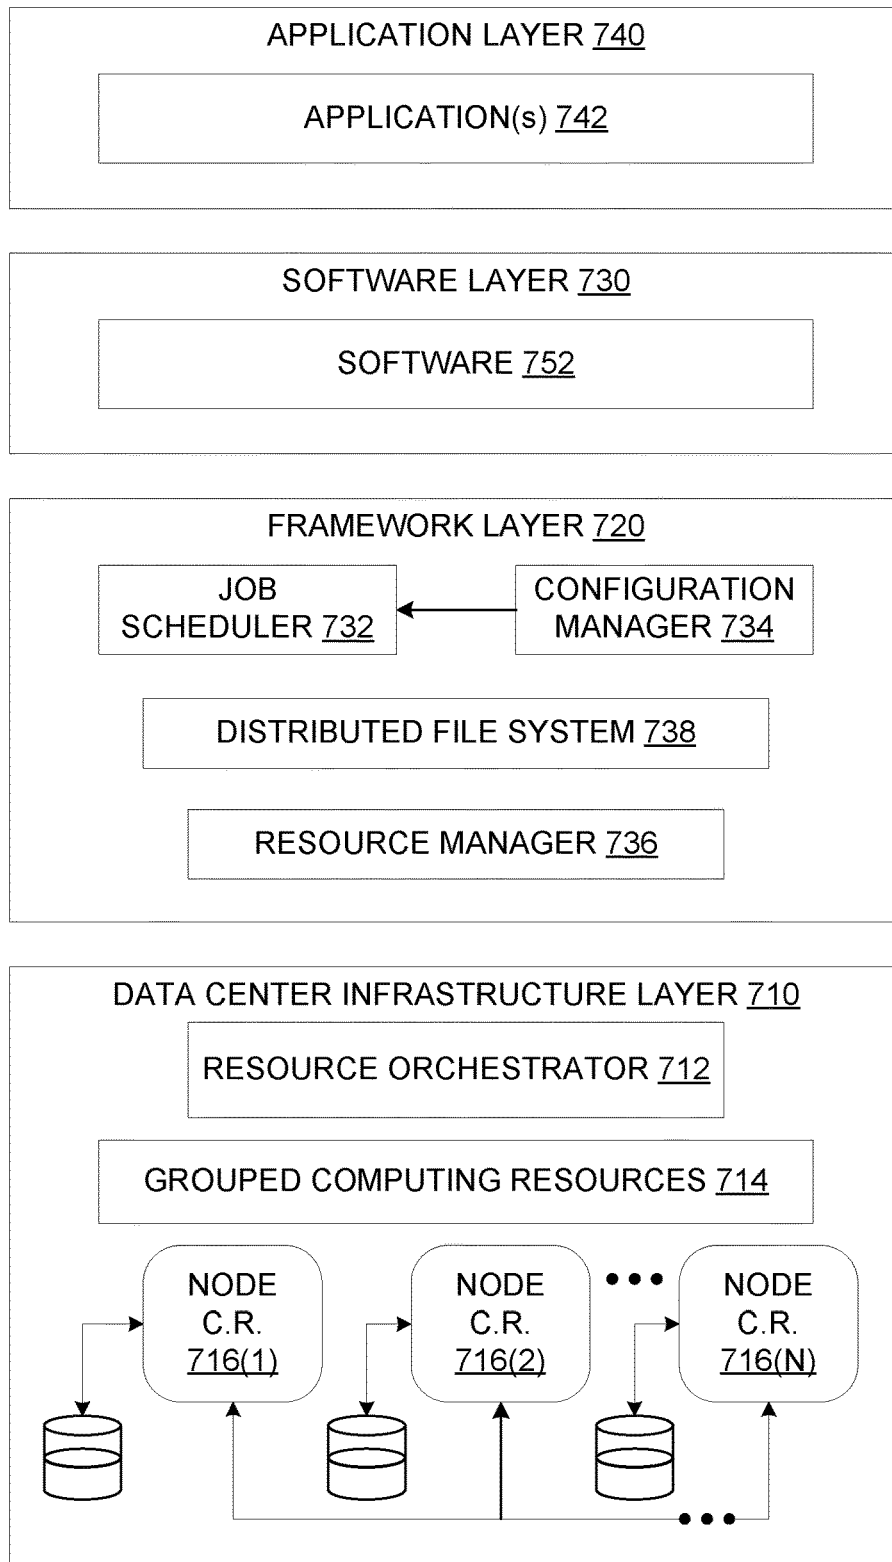 APPLICATION LAYER 740
APPLICATION(s) 742
SOFTWARE LAYER 730
SOFTWARE 752
FRAMEWORK LAYER 720
JOB
SCHEDULER 732
CONFIGURATION
MANAGER 734
DISTRIBUTED FILE SYSTEM 738
RESOURCE MANAGER 736
DATA CENTER INFRASTRUCTURE LAYER 710
RESOURCE ORCHESTRATOR 712
GROUPED COMPUTING RESOURCES 714
NODE
C.R.
716(1)
NODE
C.R.
716(2)
NODE
C.R.
716(N)